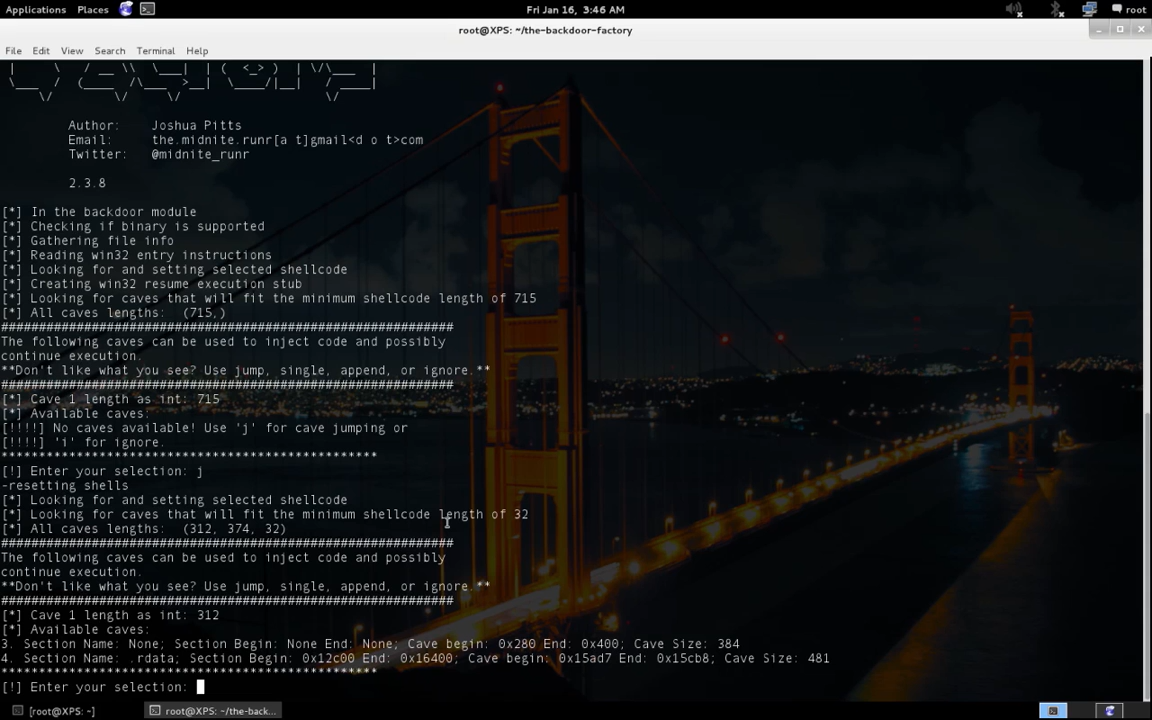 Applications Places Fri Jan 16, 3:46 AM root
root@XPS: ~/the-backdoor-factory
File Edit View Search Terminal Help
Author: Joshua Pitts
Email: the.midnite.runr[a t]gmail<d o t>com
Twitter: @midnite_runr
2.3.8
[*] In the backdoor module
[*] Checking if binary is supported
[*] Gathering file info
[*] Reading win32 entry instructions
[*] Looking for and setting selected shellcode
[*] Creating win32 resume execution stub
[*] Looking for caves that will fit the minimum shellcode length of 715
[*] All caves lengths:  (715,)
############################################################
The following caves can be used to inject code and possibly
continue execution.
**Don't like what you see? Use jump, single, append, or ignore.**
############################################################
[*] Cave 1 length as int: 715
[*] Available caves:
[!!!!] No caves available! Use 'j' for cave jumping or
[!!!!] 'i' for ignore.
**************************************************
[!] Enter your selection: j
-resetting shells
[*] Looking for and setting selected shellcode
[*] Looking for caves that will fit the minimum shellcode length of 32
[*] All caves lengths:  (312, 374, 32)
############################################################
The following caves can be used to inject code and possibly
continue execution.
**Don't like what you see? Use jump, single, append, or ignore.**
############################################################
[*] Cave 1 length as int: 312
[*] Available caves:
3. Section Name: None; Section Begin: None End: None; Cave begin: 0x280 End: 0x400; Cave Size: 384
4. Section Name: .rdata; Section Begin: 0x12c00 End: 0x16400; Cave begin: 0x15ad7 End: 0x15cb8; Cave Size: 481
**************************************************
[!] Enter your selection:
[root@XPS: ~] root@XPS: ~/the-back...